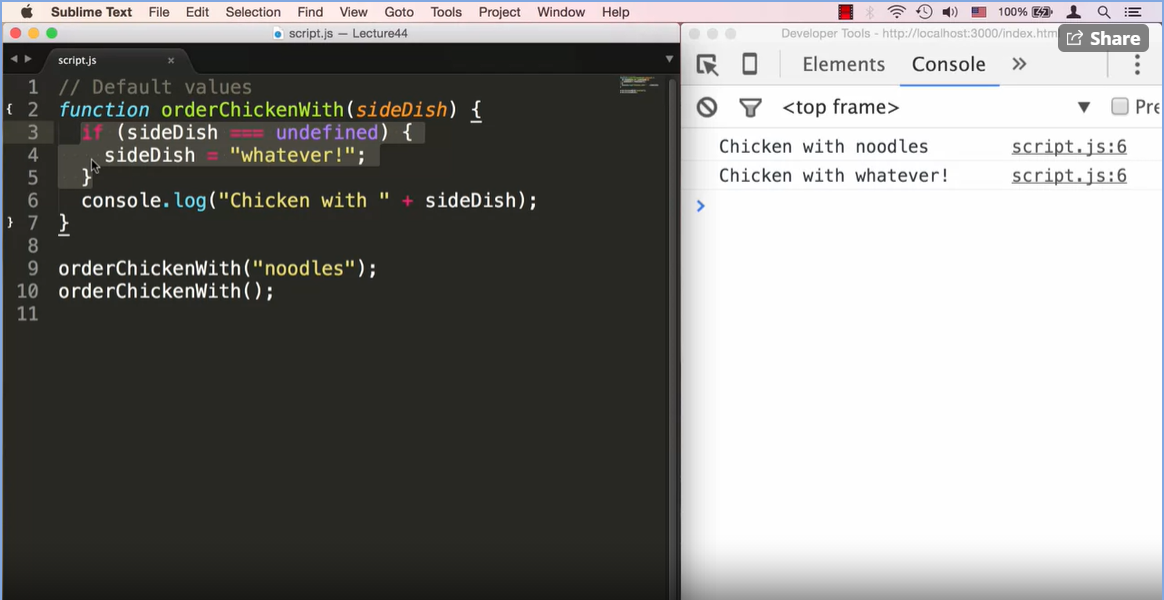 Sublime Text File Edit Selection Find View Goto Tools Project Window Help 100%
script.js — Lecture44
Developer Tools - http://localhost:3000/index.htm
Share
script.js ×
Elements Console »
<top frame> Pre
1 // Default values
2 function orderChickenWith(sideDish) {
3 if (sideDish === undefined) {
4 sideDish = "whatever!";
5 }
6 console.log("Chicken with " + sideDish);
7 }
8
9 orderChickenWith("noodles");
10 orderChickenWith();
11
Chicken with noodles script.js:6
Chicken with whatever! script.js:6
>